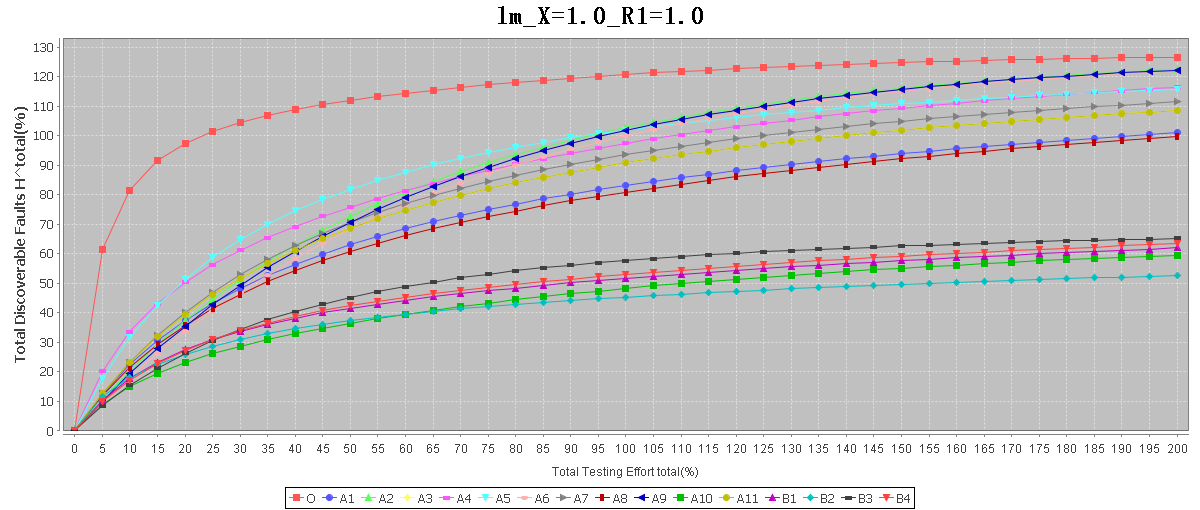 lm_X=1.0_R1=1.0
Total Discoverable Faults H^total(%)
130
120
110
100
90
80
70
60
50
40
30
20
10
0
0 5 10 15 20 25 30 35 40 45 50 55 60 65 70 75 80 85 90 95 100 105 110 115 120 125 130 135 140 145 150 155 160 165 170 175 180 185 190 195 200
Total Testing Effort total(%)
O A1 A2 A3 A4 A5 A6 A7 A8 A9 A10 A11 B1 B2 B3 B4